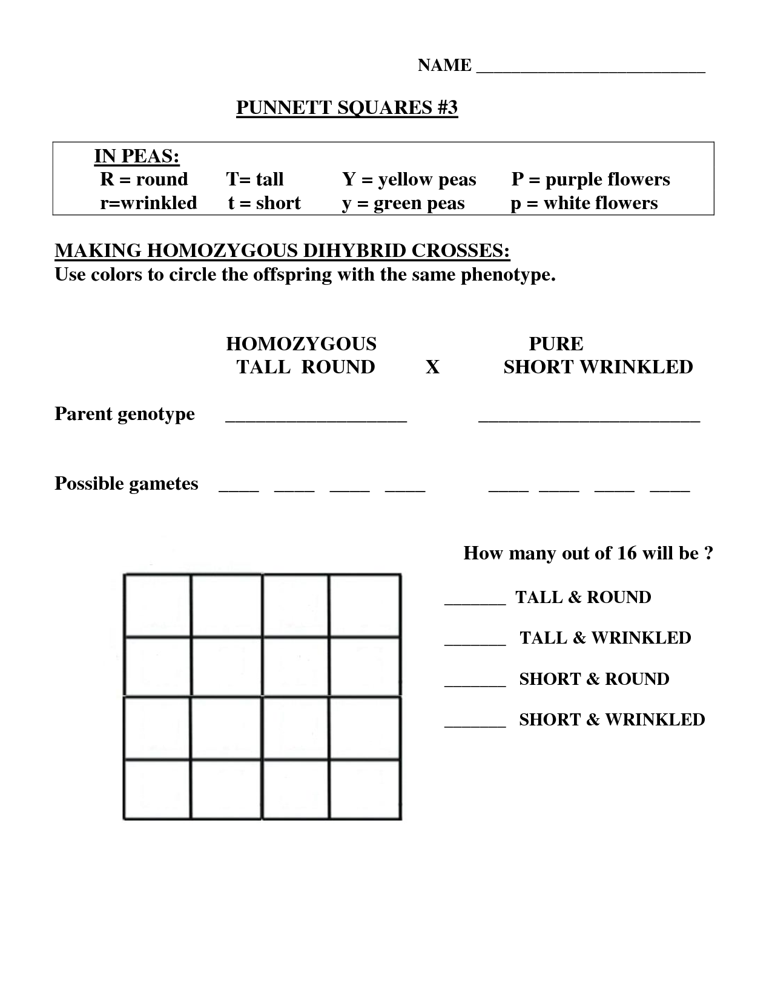 NAME __________________________
PUNNETT SQUARES #3
IN PEAS:
R = round T= tall Y = yellow peas P = purple flowers
r=wrinkled t = short y = green peas p = white flowers
MAKING HOMOZYGOUS DIHYBRID CROSSES:
Use colors to circle the offspring with the same phenotype.
HOMOZYGOUS PURE
TALL ROUND X SHORT WRINKLED
Parent genotype __________________ ______________________
Possible gametes ____ ____ ____ ____ ____ ____ ____ ____
How many out of 16 will be ?
_______ TALL & ROUND
_______ TALL & WRINKLED
_______ SHORT & ROUND
_______ SHORT & WRINKLED